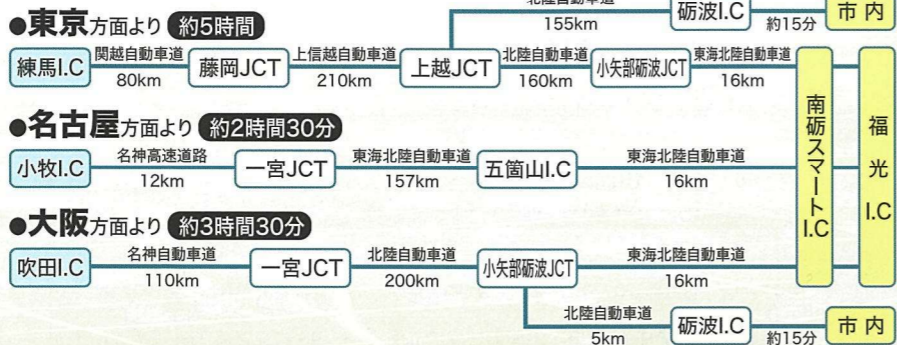 北陸自動車道
155km
砺波I.C
約15分
市内
●東京方面より 約5時間
練馬I.C 関越自動車道 80km 藤岡JCT 上信越自動車道 210km 上越JCT 北陸自動車道 160km 小矢部砺波JCT 東海北陸自動車道 16km
南砺スマートI.C
福光I.C
●名古屋方面より 約2時間30分
小牧I.C 名神高速道路 12km 一宮JCT 東海北陸自動車道 157km 五箇山I.C 東海北陸自動車道 16km
●大阪方面より 約3時間30分
吹田I.C 名神自動車道 110km 一宮JCT 北陸自動車道 200km 小矢部砺波JCT 東海北陸自動車道 16km
北陸自動車道
5km
砺波I.C
約15分
市内